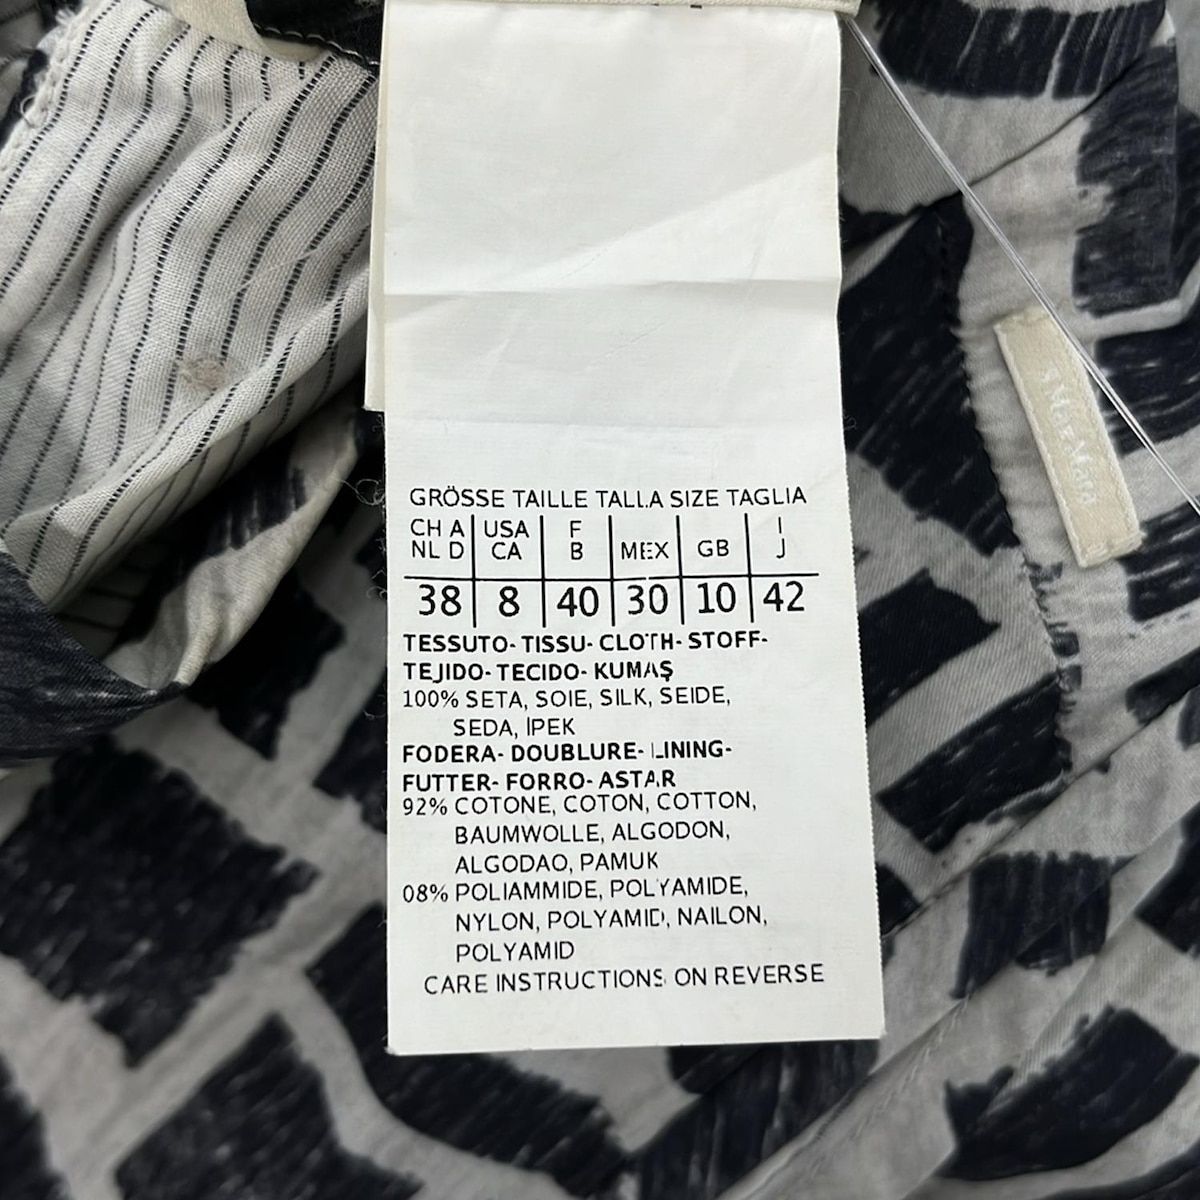 GRÖSSE TAILLE TALLA SIZE TAGLIA
CH A USA F I
NL D CA B MEX GB J
38 8 40 30 10 42
TESSUTO- TISSU- CLOTH- STOFF-
TEJIDO- TECIDO- KUMAŞ
100% SETA, SOIE, SILK, SEIDE,
SEDA, İPEK
FODERA- DOUBLURE- LINING-
FUTTER- FORRO- ASTAR
92% COTONE, COTON, COTTON,
BAUMWOLLE, ALGODON,
ALGODAO, PAMUK
08% POLIAMMIDE, POLYAMIDE,
NYLON, POLYAMID, NAILON,
POLYAMID
CARE INSTRUCTIONS ON REVERSE